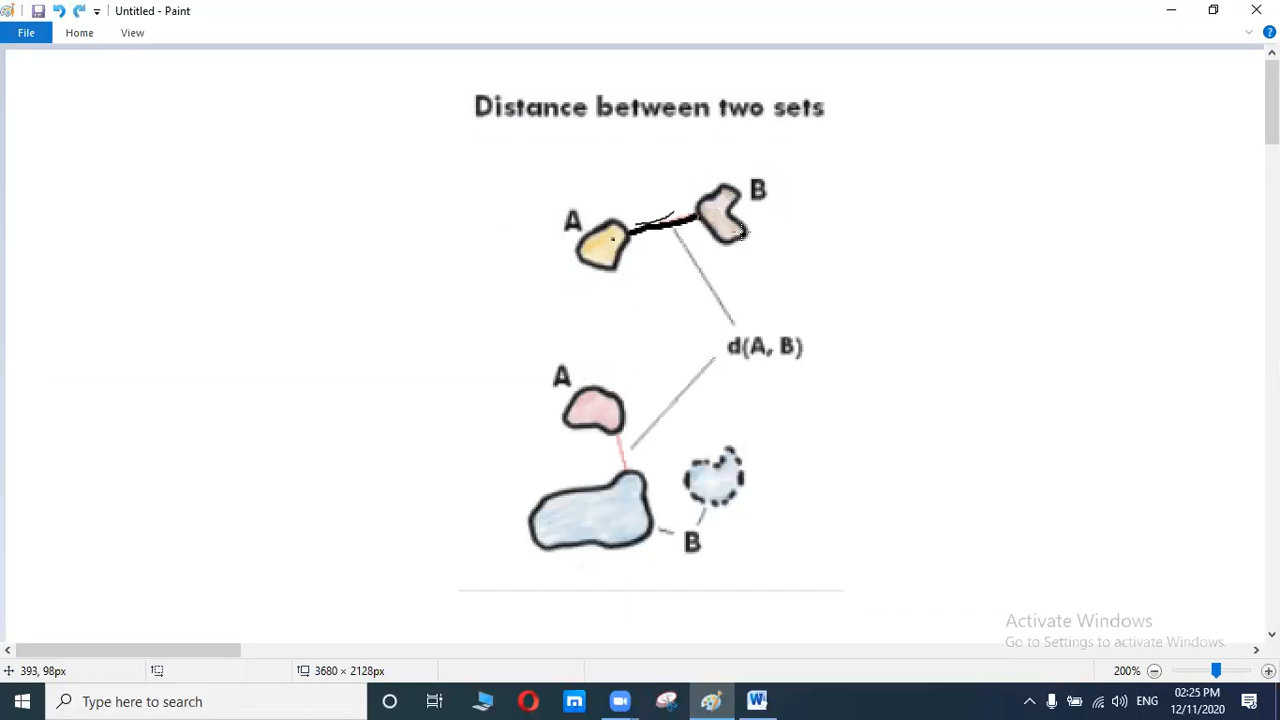 Untitled - Paint
File Home View
Distance between two sets
B
A
d(A, B)
A
B
Activate Windows
Go to Settings to activate Windows.
393, 98px 3680 × 2128px 200%
Type here to search
ENG
02:25 PM
12/11/2020